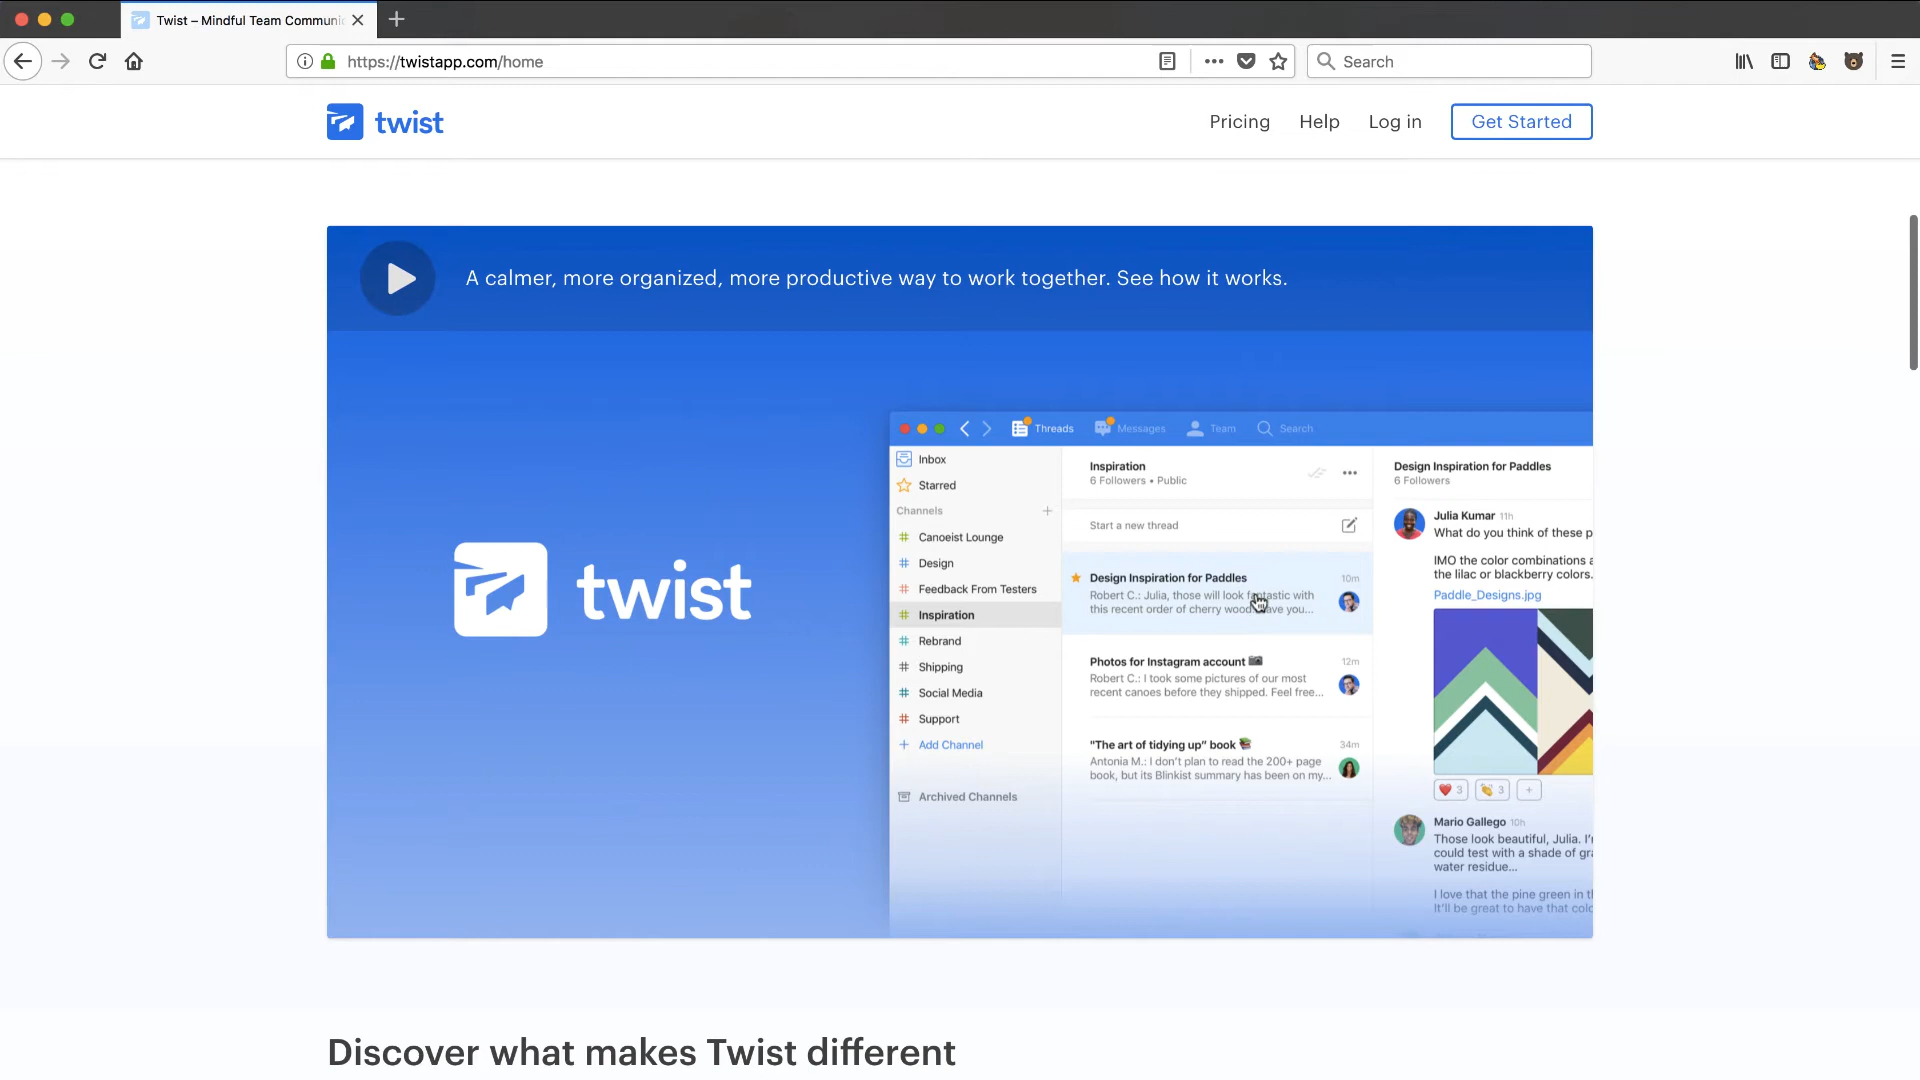 Twist – Mindful Team Communic
https://twistapp.com/home
Search
twist
Pricing
Help
Log in
Get Started
A calmer, more organized, more productive way to work together. See how it works.
twist
Threads
Messages
Team
Search
Inbox
Starred
Channels
Canoeist Lounge
Design
Feedback From Testers
Inspiration
Rebrand
Shipping
Social Media
Support
Add Channel
Archived Channels
Inspiration
6 Followers • Public
Start a new thread
Design Inspiration for Paddles
10m
Robert C.: Julia, those will look fantastic with
this recent order of cherry wood
Photos for Instagram account
12m
Robert C.: I took some pictures of our most
recent canoes before they shipped. Feel free...
"The art of tidying up" book
34m
Antonia M.: I don't plan to read the 200+ page
book, but its Blinkist summary has been on my...
Design Inspiration for Paddles
6 Followers
Julia Kumar 11h
What do you think of these p
IMO the color combinations a
the lilac or blackberry colors.
Paddle_Designs.jpg
3
3
Mario Gallego 10h
Those look beautiful, Julia. I'
could test with a shade of gr
water residue...
I love that the pine green in t
It'll be great to have that colo
Discover what makes Twist different